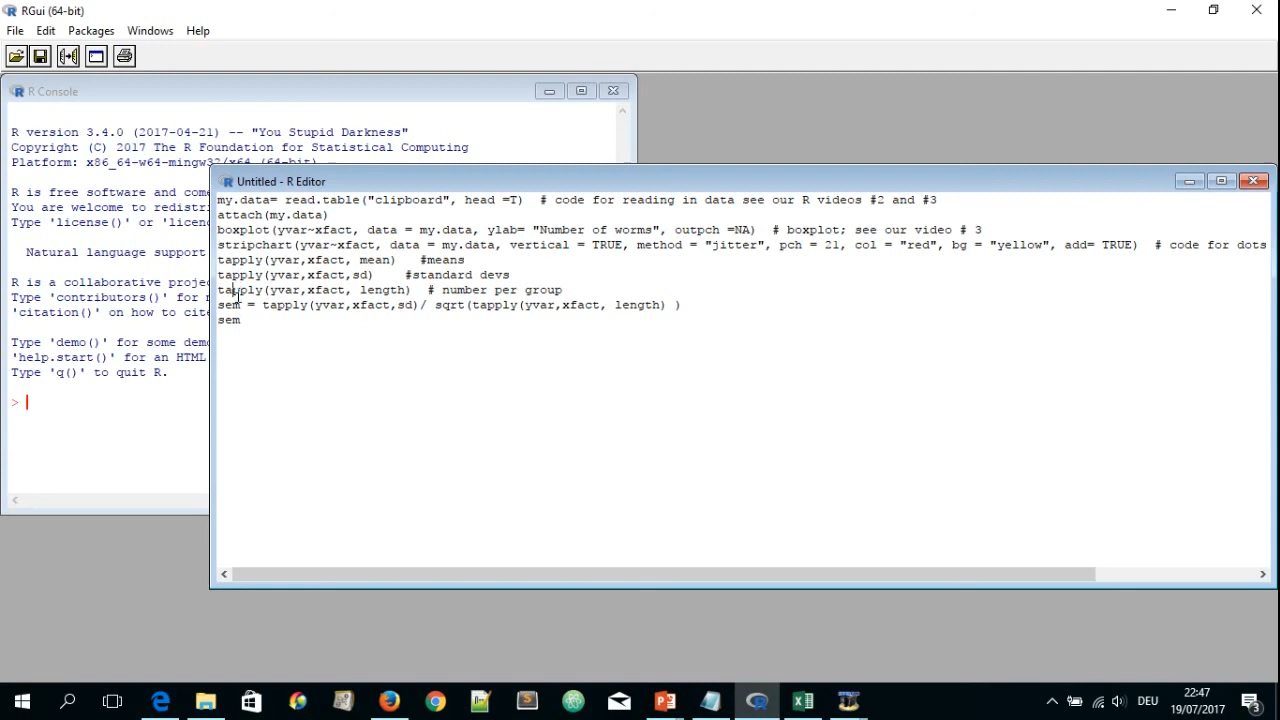 RGui (64-bit)
File Edit Packages Windows Help
R Console
R version 3.4.0 (2017-04-21) -- "You Stupid Darkness"
Copyright (C) 2017 The R Foundation for Statistical Computing
Platform: x86_64-w64-mingw32/x64 (64-bit)
R is free software and come
You are welcome to redistri
Type 'license()' or 'licenc
Natural language support
R is a collaborative projec
Type 'contributors()' for m
'citation()' on how to cite
Type 'demo()' for some demo
'help.start()' for an HTML
Type 'q()' to quit R.
>
Untitled - R Editor
my.data= read.table("clipboard", head =T) # code for reading in data see our R videos #2 and #3
attach(my.data)
boxplot(yvar~xfact, data = my.data, ylab= "Number of worms", outpch =NA) # boxplot; see our video # 3
stripchart(yvar~xfact, data = my.data, vertical = TRUE, method = "jitter", pch = 21, col = "red", bg = "yellow", add= TRUE) # code for dots
tapply(yvar,xfact, mean) #means
tapply(yvar,xfact,sd) #standard devs
tapply(yvar,xfact, length) # number per group
sem = tapply(yvar,xfact,sd)/ sqrt(tapply(yvar,xfact, length) )
sem
DEU
22:47
19/07/2017
3